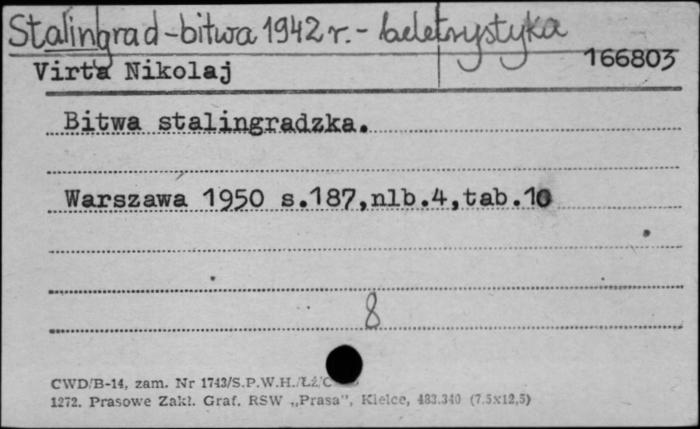 Stalingrad - bitwa 1942 r. - beletrystyka
166803
Virta Nikolaj
Bitwa stalingradzka.
Warszawa 1950 s.187,nlb.4,tab.10
8
CWD/B-14, zam. Nr 1743/S.P.W.H./Łź/C
1272. Prasowe Zakł. Graf. RSW „Prasa", Kielce, 483.340 (7,5x12,5)